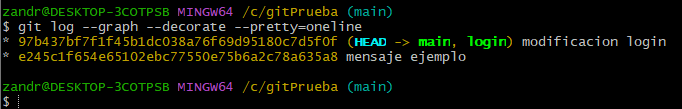 zandr@DESKTOP-3COTPSB MINGW64 /c/gitPrueba (main)
$ git log --graph --decorate --pretty=oneline
* 97b437bf7f1f45b1dc038a76f69d95180c7d5f0f (HEAD -> main, login) modificacion login
* e245c1f654e65102ebc77550e75b6a2c78a635a8 mensaje ejemplo

zandr@DESKTOP-3COTPSB MINGW64 /c/gitPrueba (main)
$